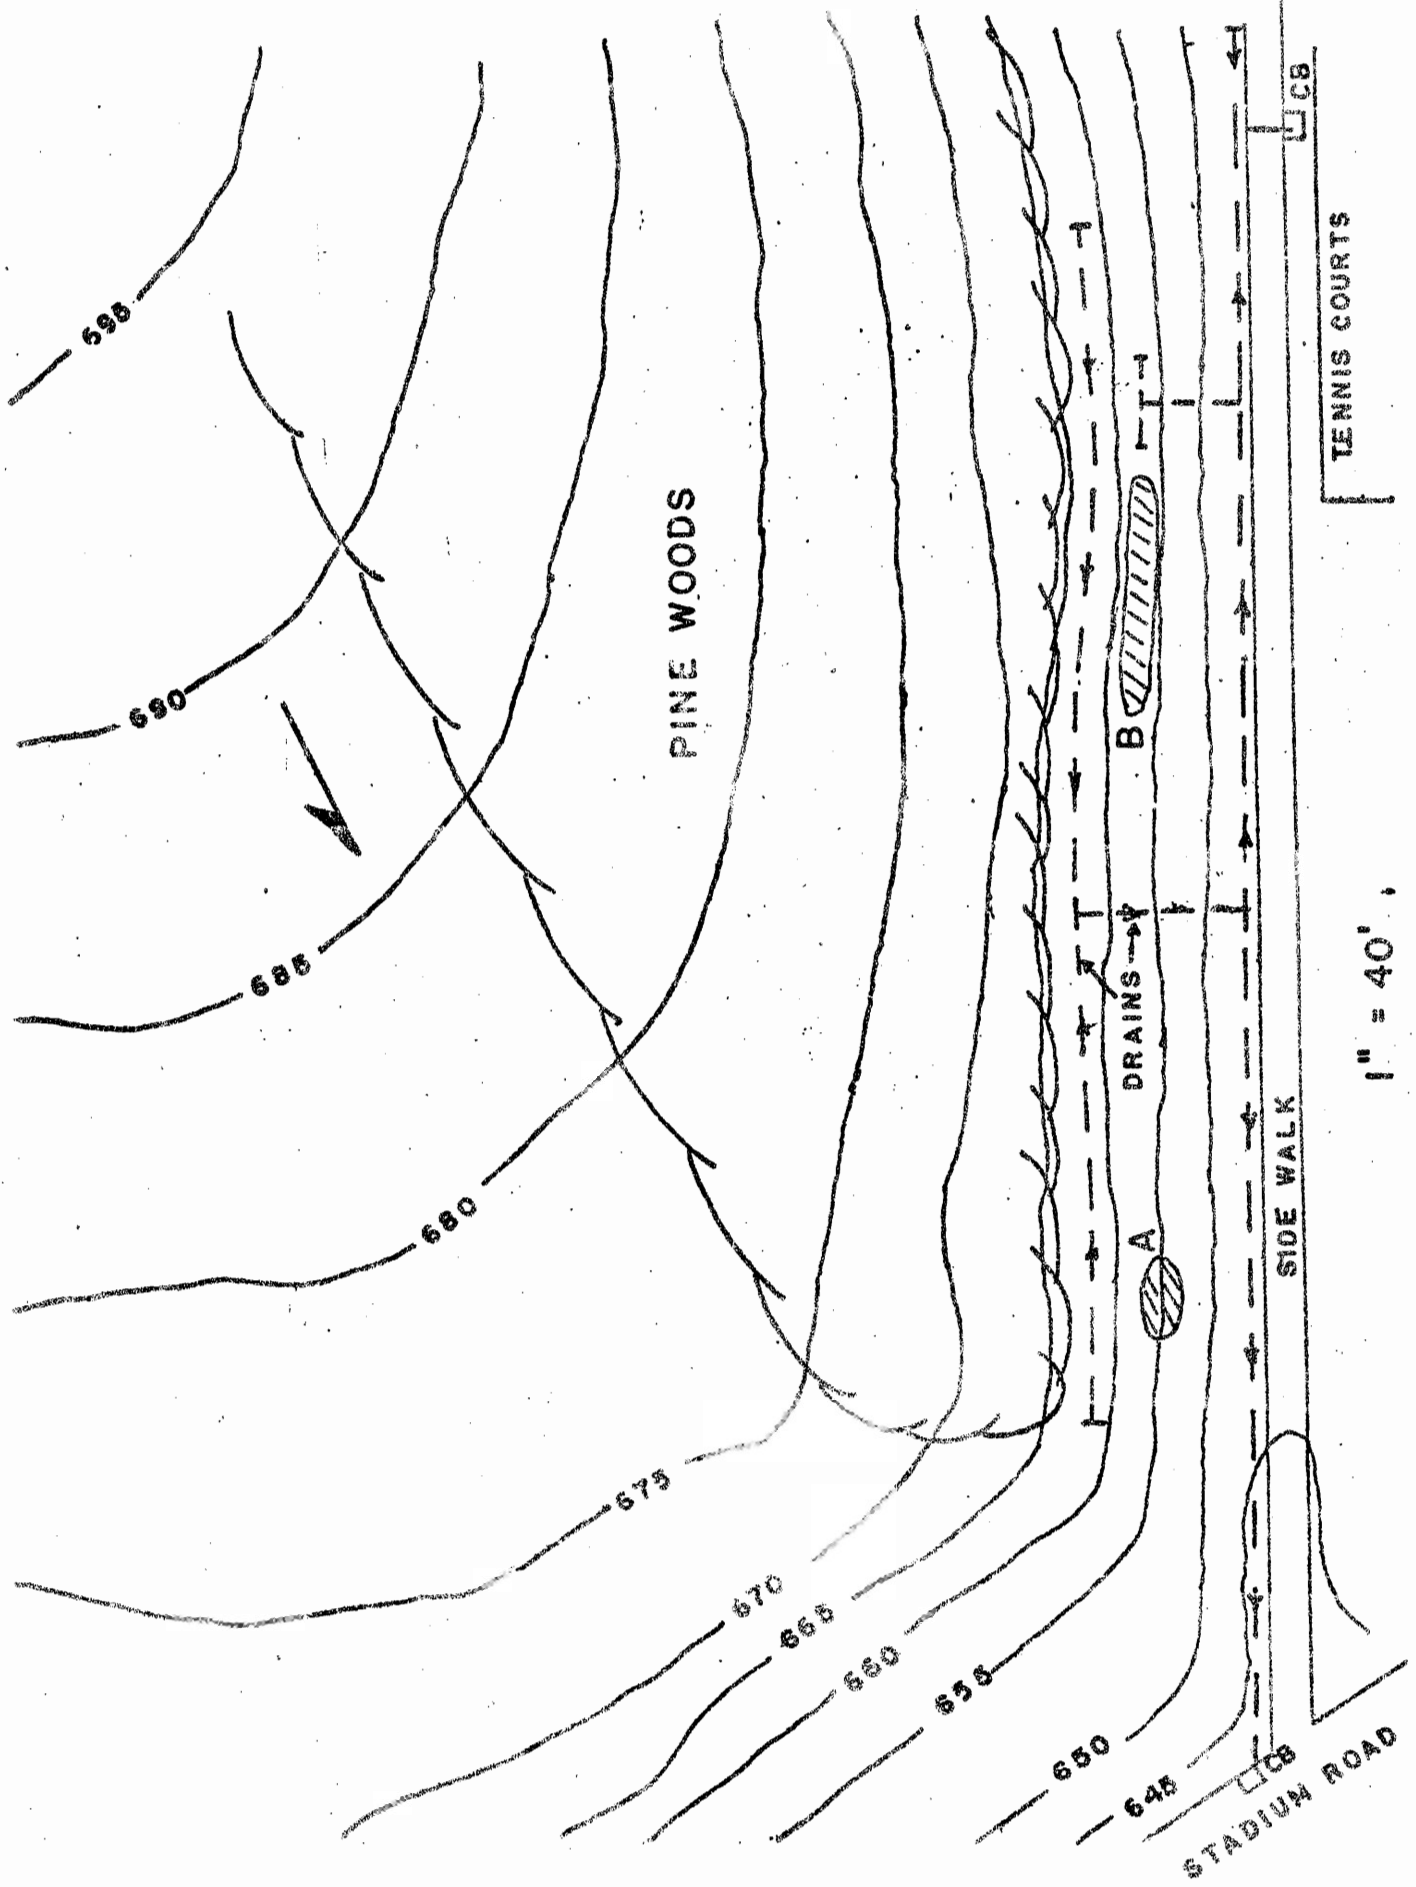 695
690
685
680
675
670
665
660
655
650
645
PINE WOODS
B
A
DRAINS
CB
TENNIS COURTS
SIDE WALK
1" = 40'
CB
STADIUM ROAD